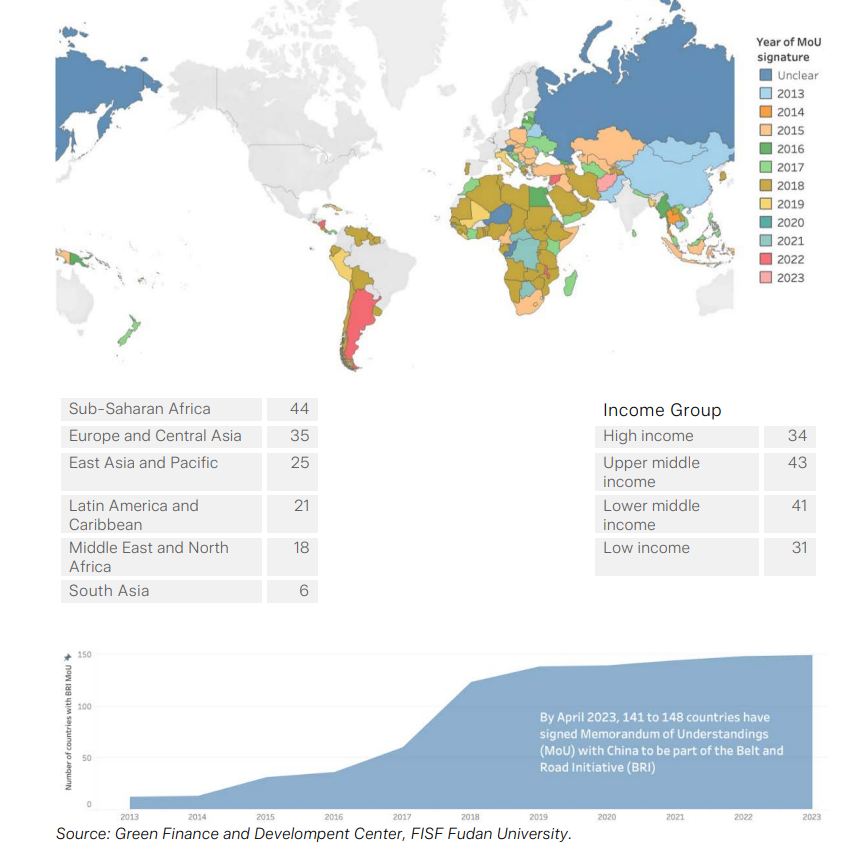 Year of MoU
signature
Unclear
2013
2014
2015
2016
2017
2018
2019
2020
2021
2022
2023
Sub-Saharan Africa 44
Europe and Central Asia 35
East Asia and Pacific 25
Latin America and
Caribbean 21
Middle East and North
Africa 18
South Asia 6
Income Group
High income 34
Upper middle
income 43
Lower middle
income 41
Low income 31
Number of countries with BRI MoU
150
100
50
0
By April 2023, 141 to 148 countries have
signed Memorandum of Understandings
(MoU) with China to be part of the Belt and
Road Initiative (BRI)
2013 2014 2015 2016 2017 2018 2019 2020 2021 2022 2023
Source: Green Finance and Develompent Center, FISF Fudan University.